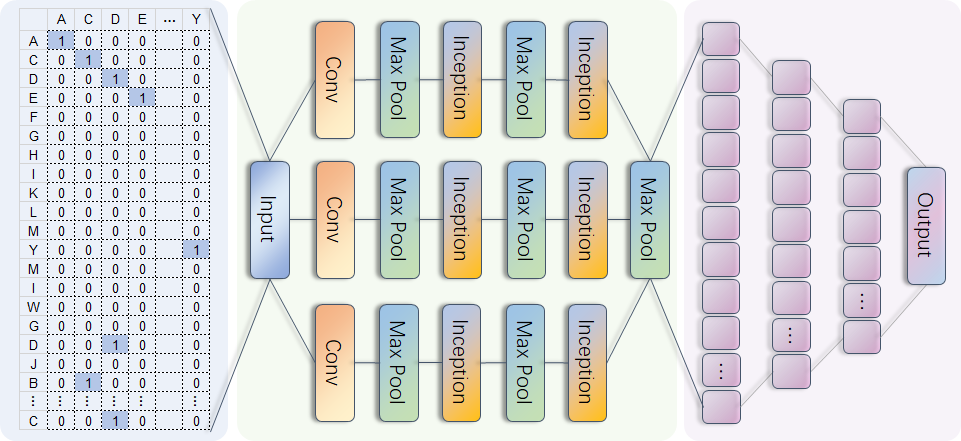 A C D E ... Y
A 1 0 0 0 0
C 0 1 0 0 0
D 0 0 1 0 0
E 0 0 0 1 0
F 0 0 0 0 0
G 0 0 0 0 0
H 0 0 0 0 0
I 0 0 0 0 0
K 0 0 0 0 0
L 0 0 0 0 0
M 0 0 0 0 0
Y 0 0 0 0 1
M 0 0 0 0 0
I 0 0 0 0 0
W 0 0 0 0 0
G 0 0 0 0 0
D 0 0 1 0 0
J 0 0 0 0 0
B 0 1 0 0 0
⋮ ⋮ ⋮ ⋮ ⋮ ⋮
C 0 0 1 0 0
Input
Conv
Max Pool
Inception
Max Pool
Inception
Conv
Max Pool
Inception
Max Pool
Inception
Conv
Max Pool
Inception
Max Pool
Inception
Max Pool
...
...
...
Output